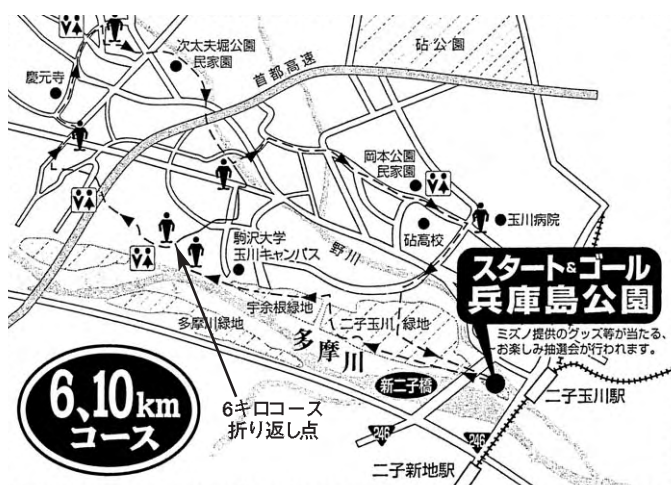 次太夫堀公園
民家園
慶元寺
首都高速
砧公園
岡本公園
民家園
玉川病院
砧高校
駒沢大学
玉川キャンパス
野川
スタート&ゴール
兵庫島公園
ミズノ提供のグッズ等が当たる、
お楽しみ抽選会が行われます。
宇奈根緑地
多摩川緑地
二子玉川緑地
多摩川
新二子橋
二子玉川駅
6、10km
コース
6キロコース
折り返し点
246
246
二子新地駅